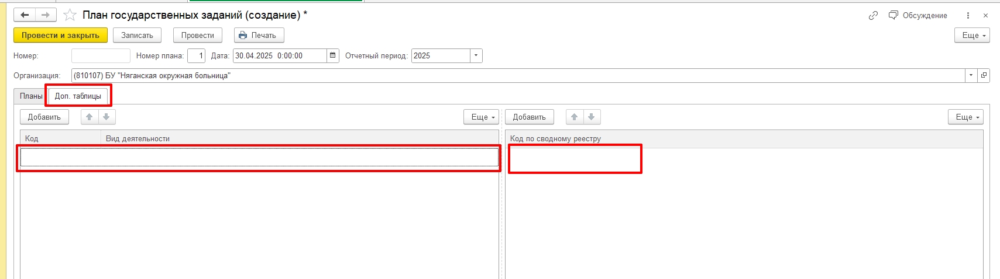 План государственных заданий (создание) *
Обсуждение
Провести и закрыть Записать Провести Печать Еще
Номер: Номер плана: 1 Дата: 30.04.2025 0:00:00 Отчетный период: 2025
Организация: (810107) БУ "Няганская окружная больница"
Планы Доп. таблицы
Добавить Еще Добавить Еще
Код Вид деятельности Код по сводному реестру